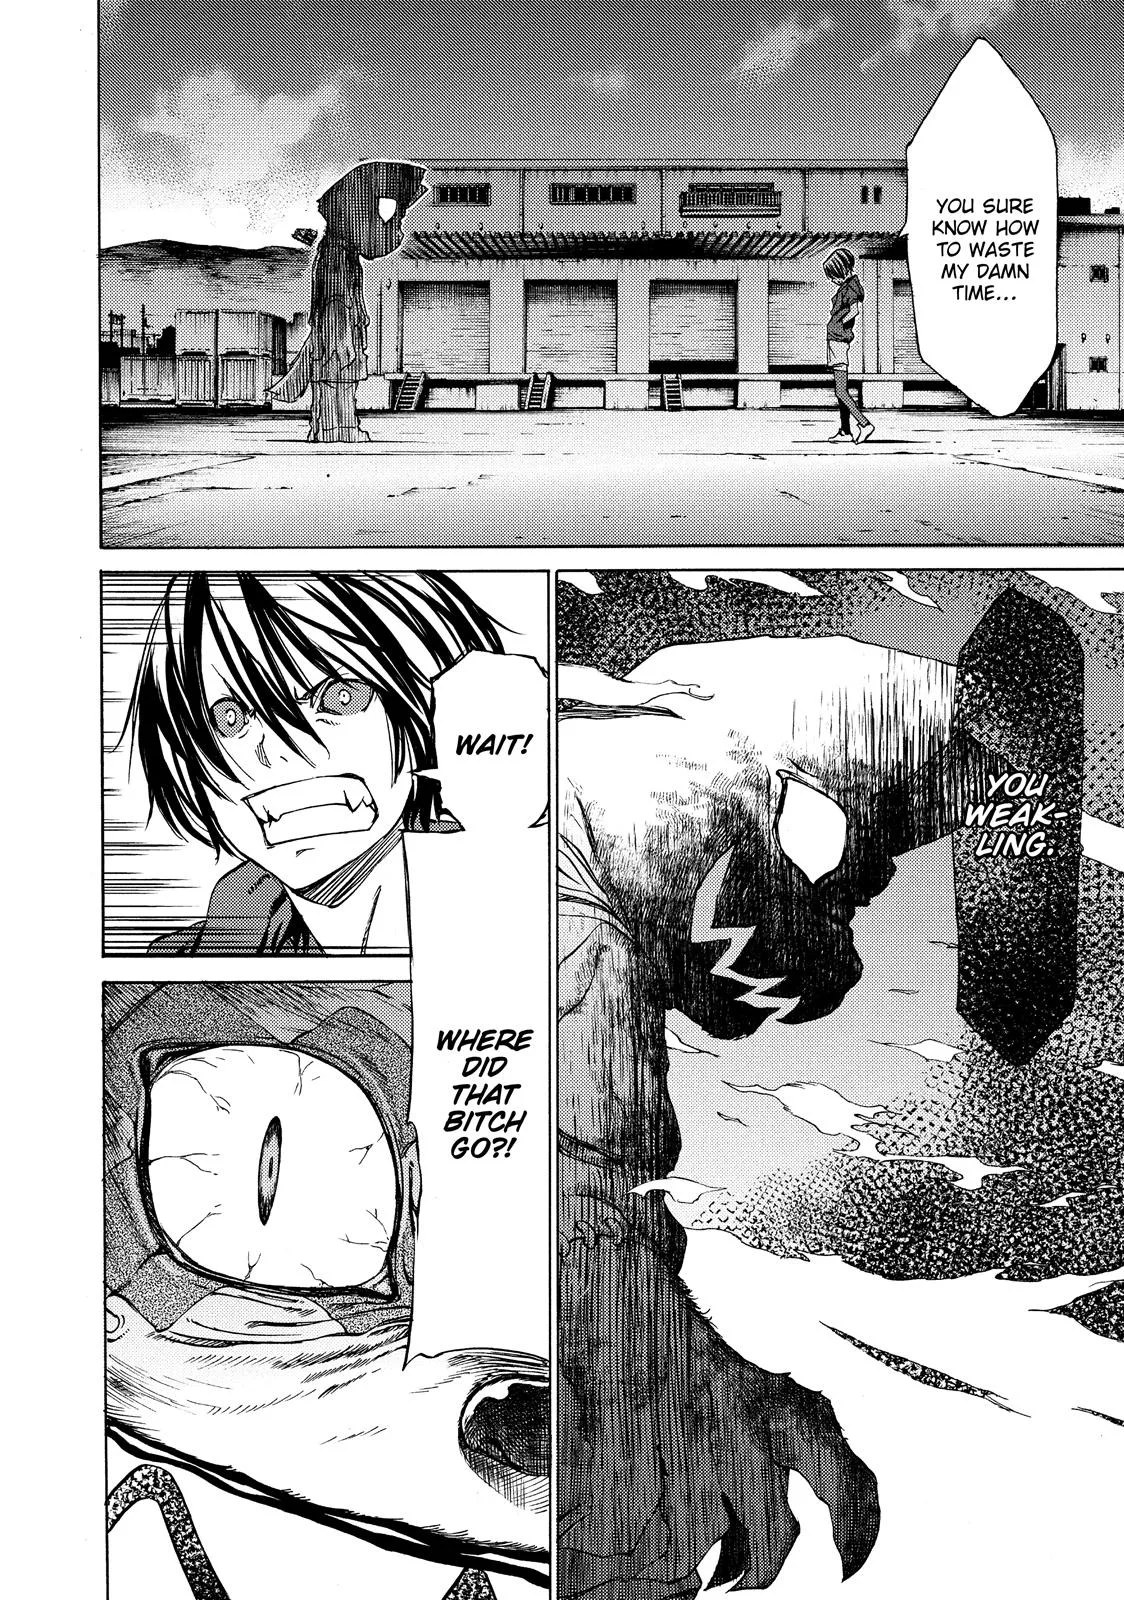 YOU SURE
KNOW HOW
TO WASTE
MY DAMN
TIME...
YOU
WEAK-
LING.
WAIT!
WHERE
DID
THAT
BITCH
GO?!